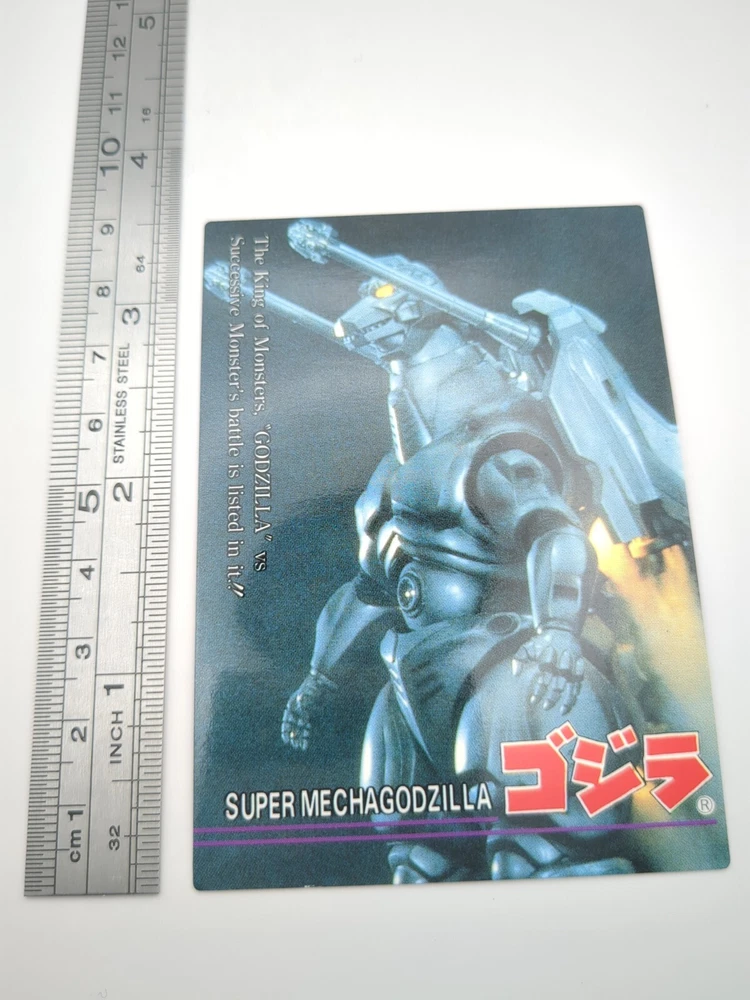 The King of Monsters, "GODZILLA" vs
Successive Monster's battle is listed in it!!
SUPER MECHAGODZILLA
ゴジラ
®
cm 1 2 3 4 5 6 7 8 9 10 11 12 1
32 INCH 1 2 STAINLESS STEEL 3 64 4 16 5